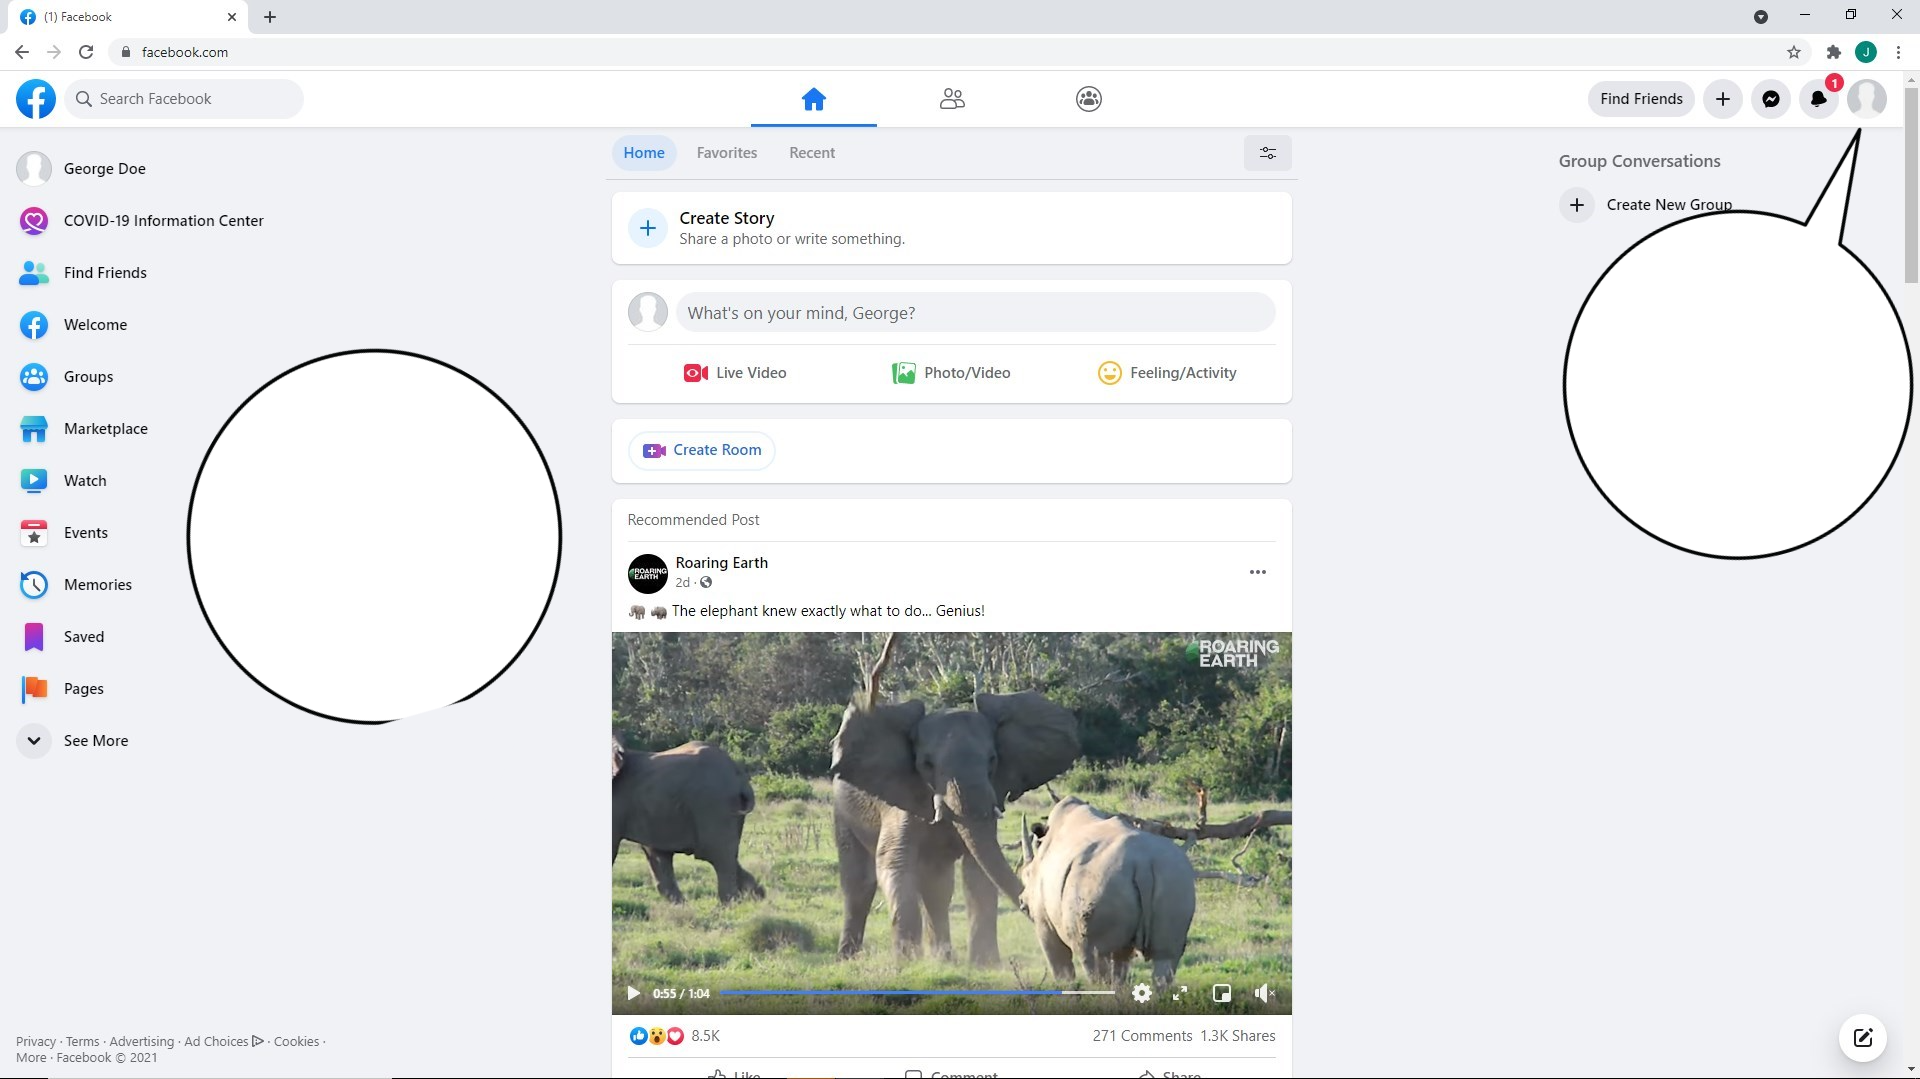 (1) Facebook
facebook.com
J
Search Facebook
Find Friends
1
George Doe
COVID-19 Information Center
Find Friends
Welcome
Groups
Marketplace
Watch
Events
Memories
Saved
Pages
See More
Privacy · Terms · Advertising · Ad Choices · Cookies ·
More · Facebook © 2021
Home Favorites Recent
Create Story
Share a photo or write something.
What's on your mind, George?
Live Video Photo/Video Feeling/Activity
Create Room
Recommended Post
ROARING
EARTH
Roaring Earth
2d ·
The elephant knew exactly what to do... Genius!
ROARING
EARTH
0:55 / 1:04
8.5K 271 Comments 1.3K Shares
Like Comment Share
Group Conversations
Create New Group